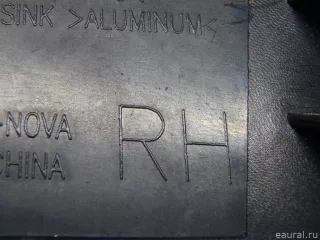 SINK >ALUMINUM<
-NOVA
CHINA
RH
eaural.ru